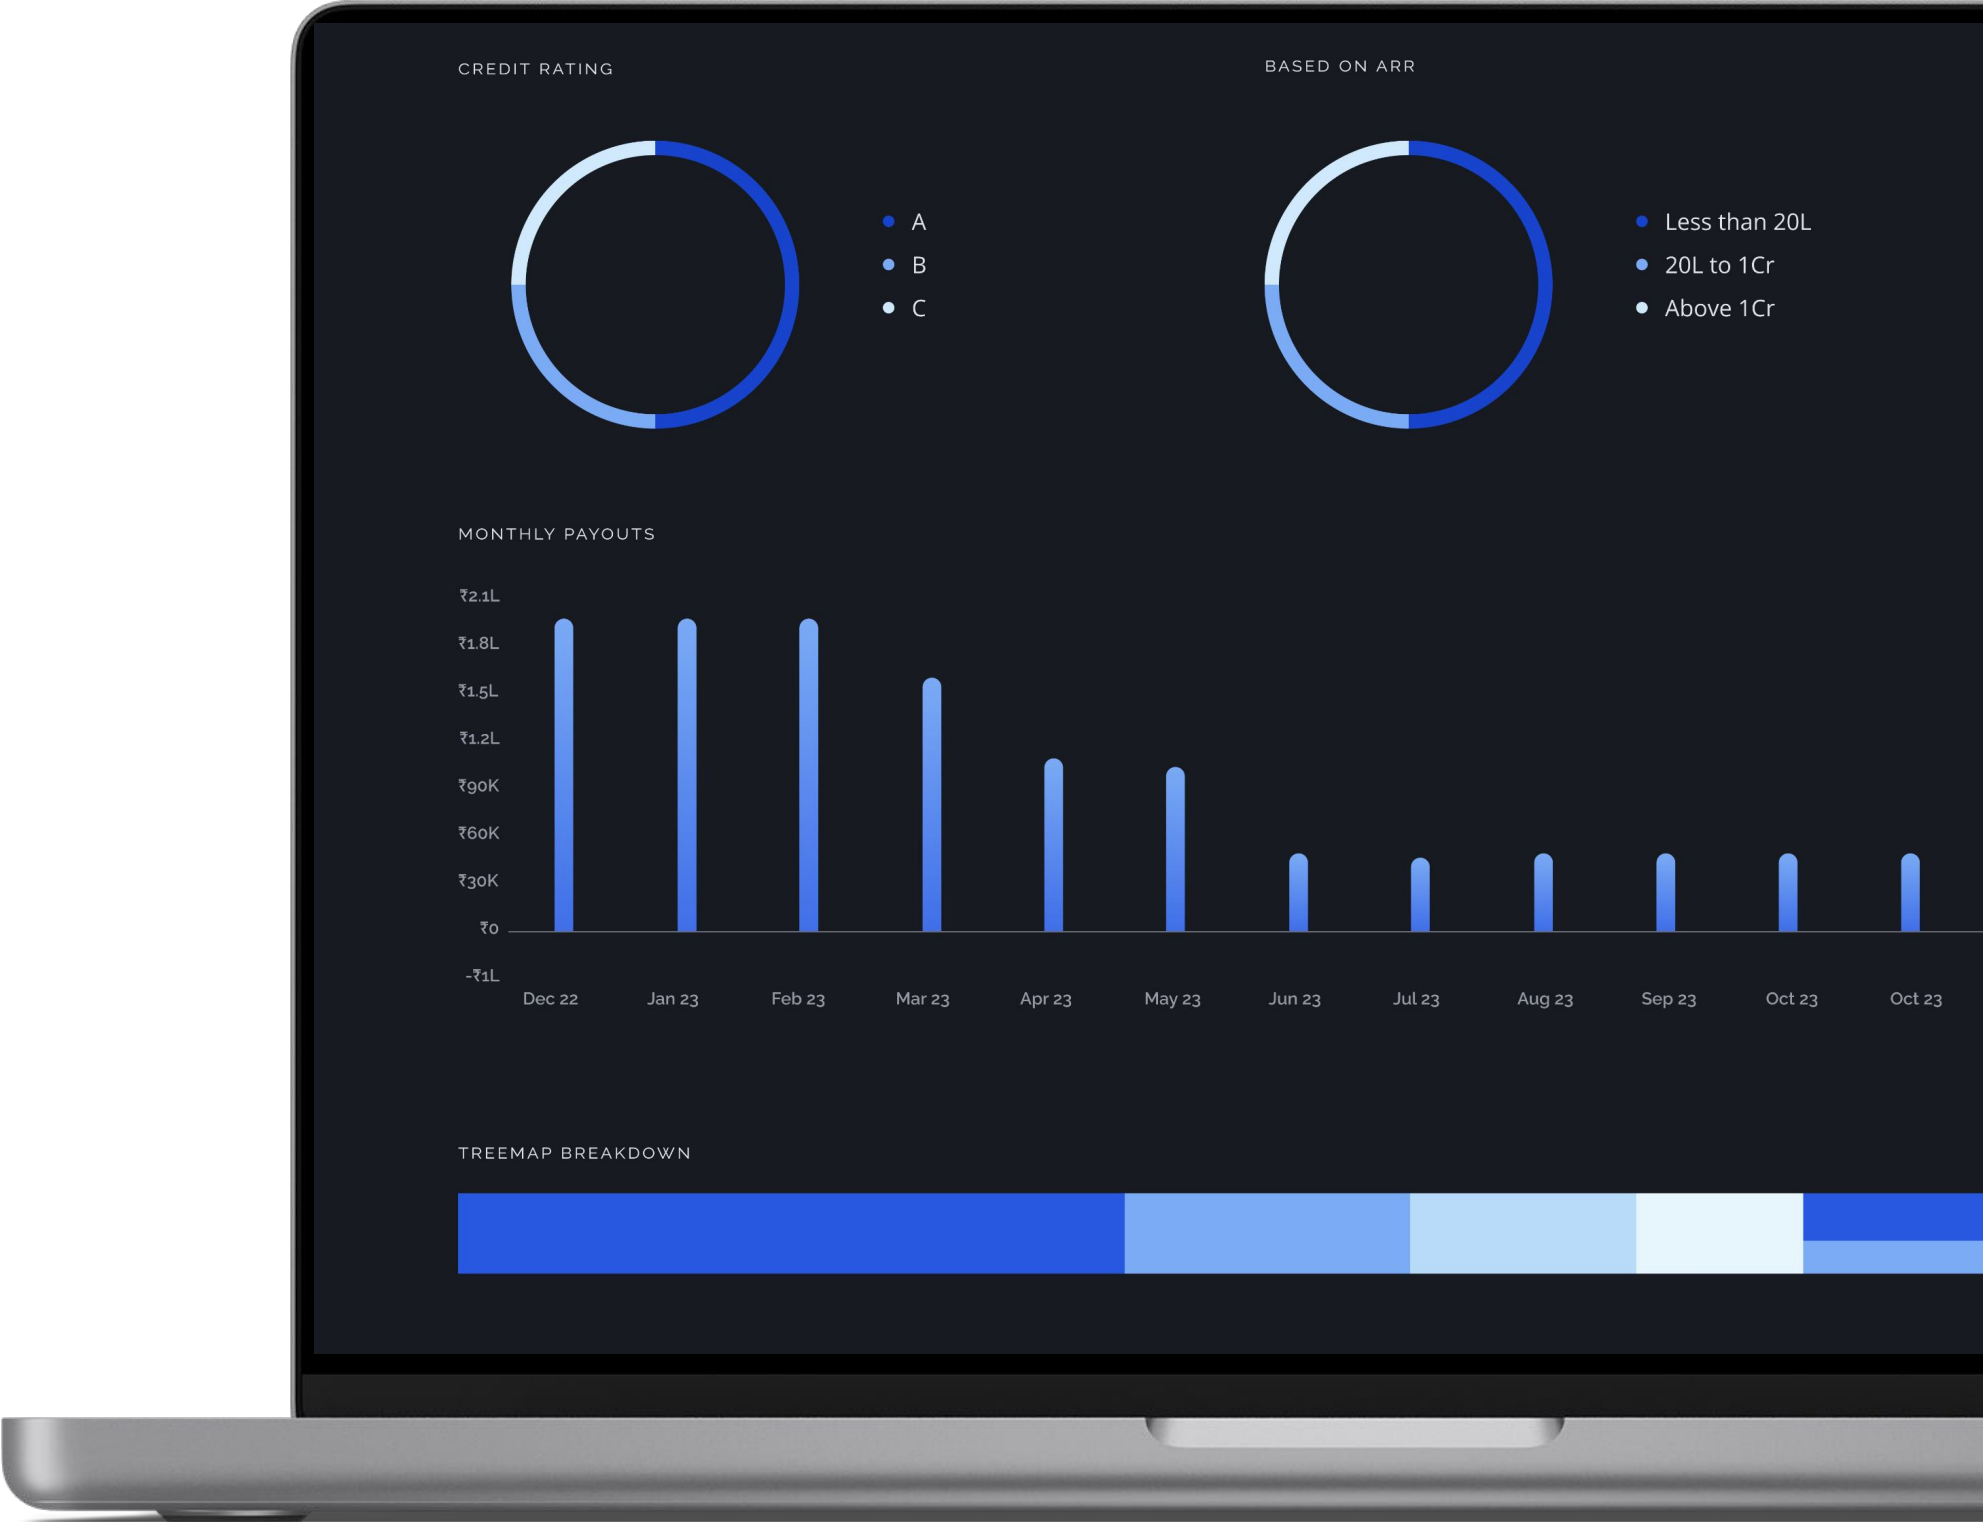 CREDIT RATING
BASED ON ARR
A
B
C
Less than 20L
20L to 1Cr
Above 1Cr
MONTHLY PAYOUTS
₹2.1L
₹1.8L
₹1.5L
₹1.2L
₹90K
₹60K
₹30K
₹0
-₹1L
Dec 22 Jan 23 Feb 23 Mar 23 Apr 23 May 23 Jun 23 Jul 23 Aug 23 Sep 23 Oct 23 Oct 23
TREEMAP BREAKDOWN